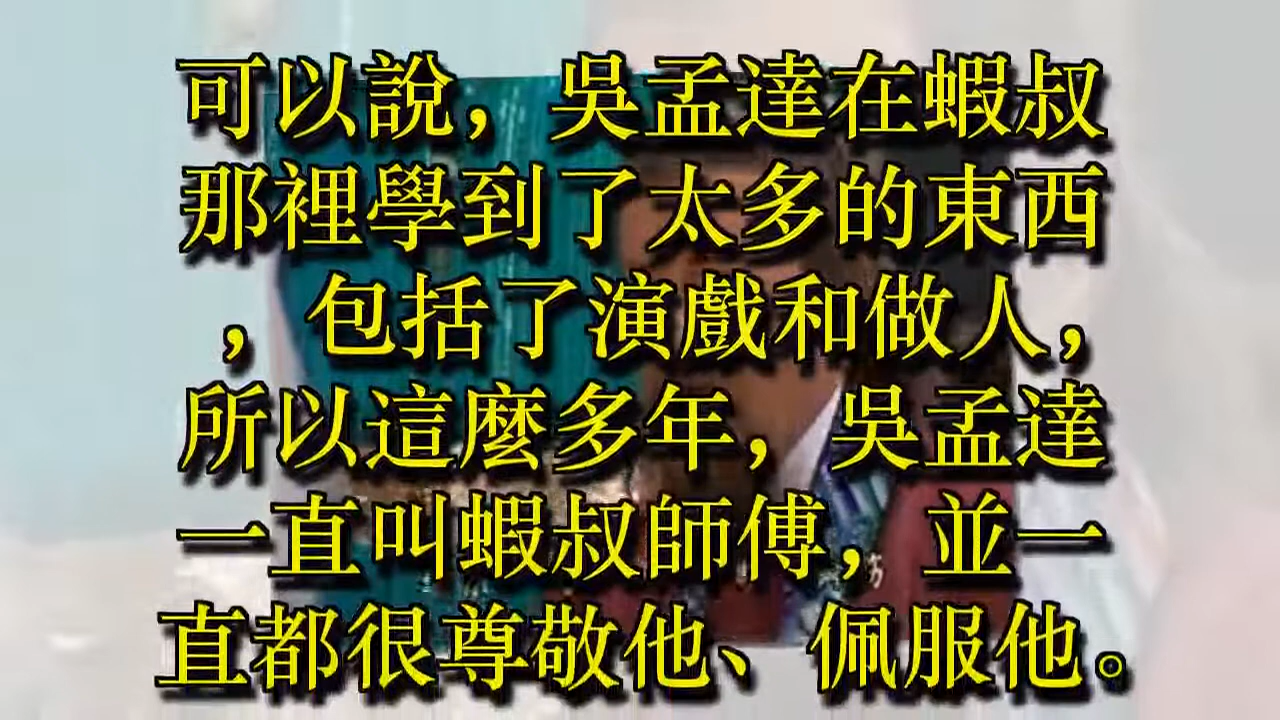 可以說，吳孟達在蝦叔
那裡學到了太多的東西
，包括了演戲和做人，
所以這麼多年，吳孟達
一直叫蝦叔師傅，並一
直都很尊敬他、佩服他。